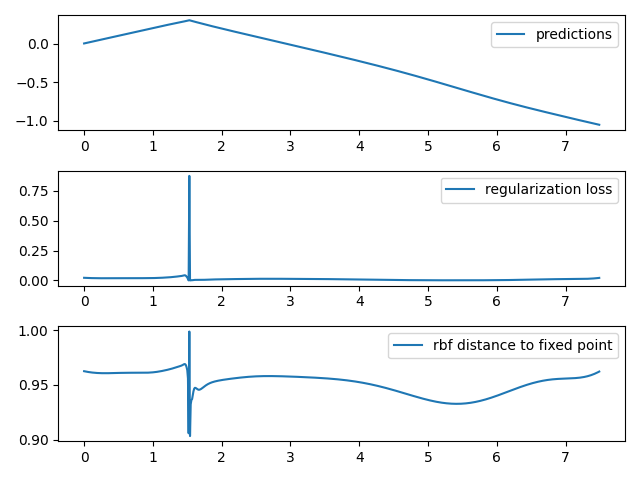 predictions
0.0
−0.5
−1.0
0 1 2 3 4 5 6 7
regularization loss
0.75
0.50
0.25
0.00
0 1 2 3 4 5 6 7
rbf distance to fixed point
1.00
0.95
0.90
0 1 2 3 4 5 6 7